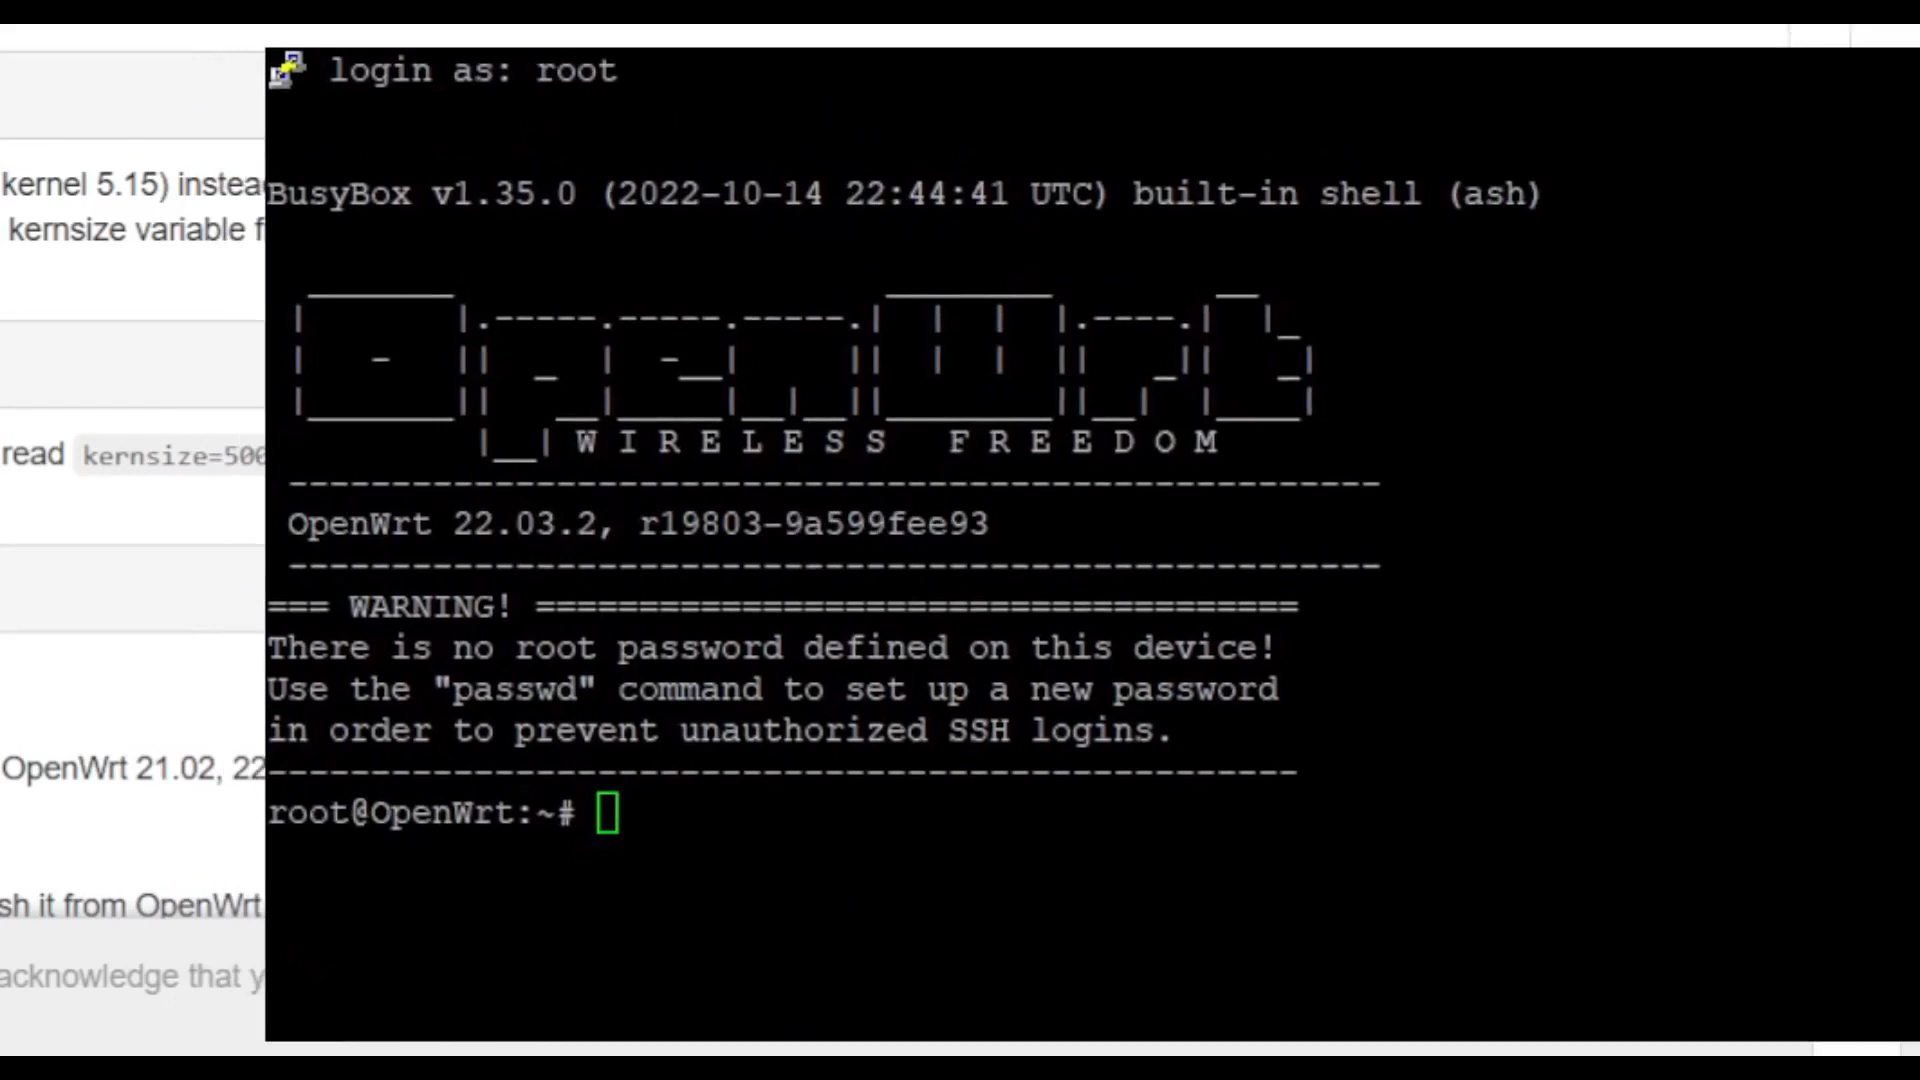 login as: root
kernel 5.15) instea
BusyBox v1.35.0 (2022-10-14 22:44:41 UTC) built-in shell (ash)
kernsize variable f
OpenWrt
W I R E L E S S   F R E E D O M
-----------------------------------------------------
read kernsize=500
OpenWrt 22.03.2, r19803-9a599fee93
-----------------------------------------------------
=== WARNING! =====================================
There is no root password defined on this device!
Use the "passwd" command to set up a new password
in order to prevent unauthorized SSH logins.
OpenWrt 21.02, 22
--------------------------------------------------
root@OpenWrt:~#
sh it from OpenWrt
acknowledge that y